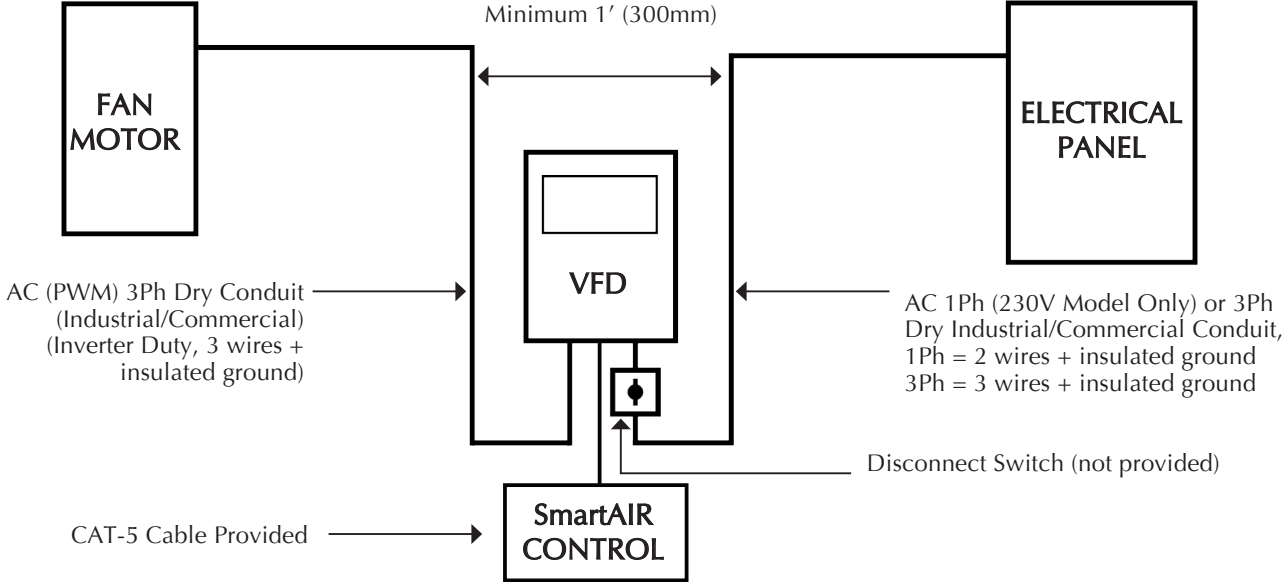 Minimum 1’ (300mm)
FAN
MOTOR
ELECTRICAL
PANEL
VFD
AC (PWM) 3Ph Dry Conduit
(Industrial/Commercial)
(Inverter Duty, 3 wires +
insulated ground)
AC 1Ph (230V Model Only) or 3Ph
Dry Industrial/Commercial Conduit,
1Ph = 2 wires + insulated ground
3Ph = 3 wires + insulated ground
Disconnect Switch (not provided)
SmartAIR
CONTROL
CAT-5 Cable Provided